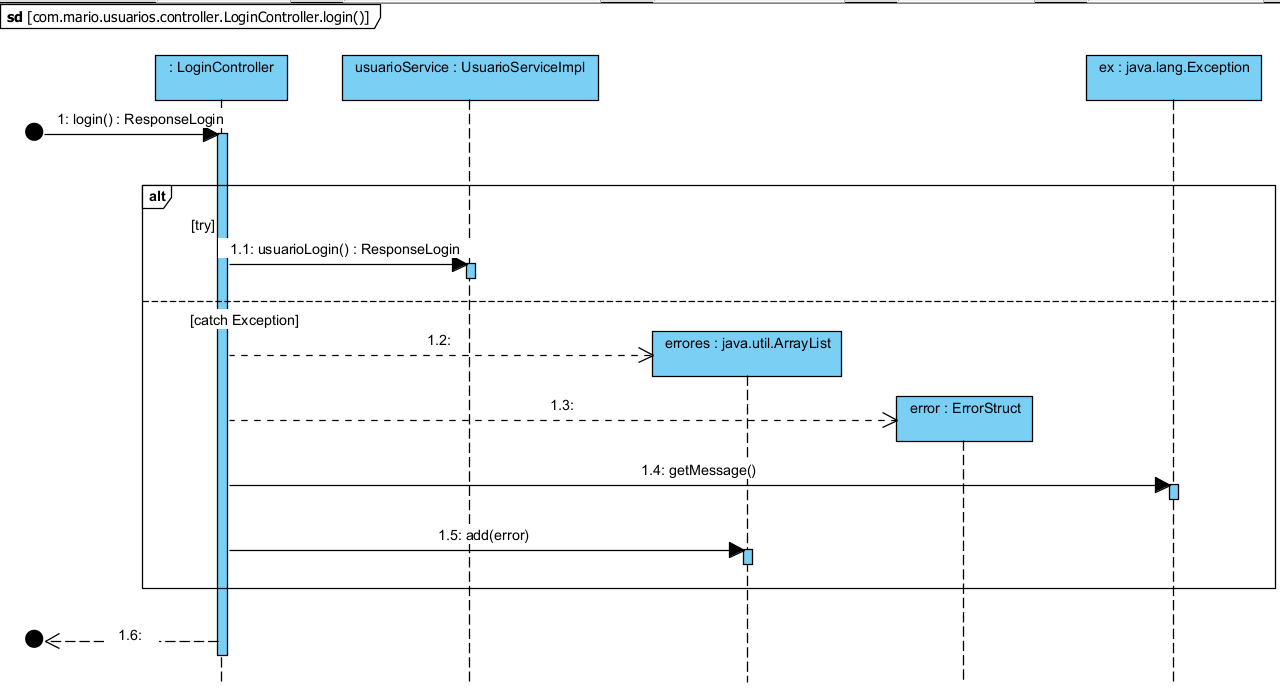 sd [com.mario.usuarios.controller.LoginController.login()]
: LoginController
usuarioService : UsuarioServiceImpl
ex : java.lang.Exception
1: login() : ResponseLogin
alt
[try]
1.1: usuarioLogin() : ResponseLogin
[catch Exception]
1.2:
errores : java.util.ArrayList
1.3:
error : ErrorStruct
1.4: getMessage()
1.5: add(error)
1.6: